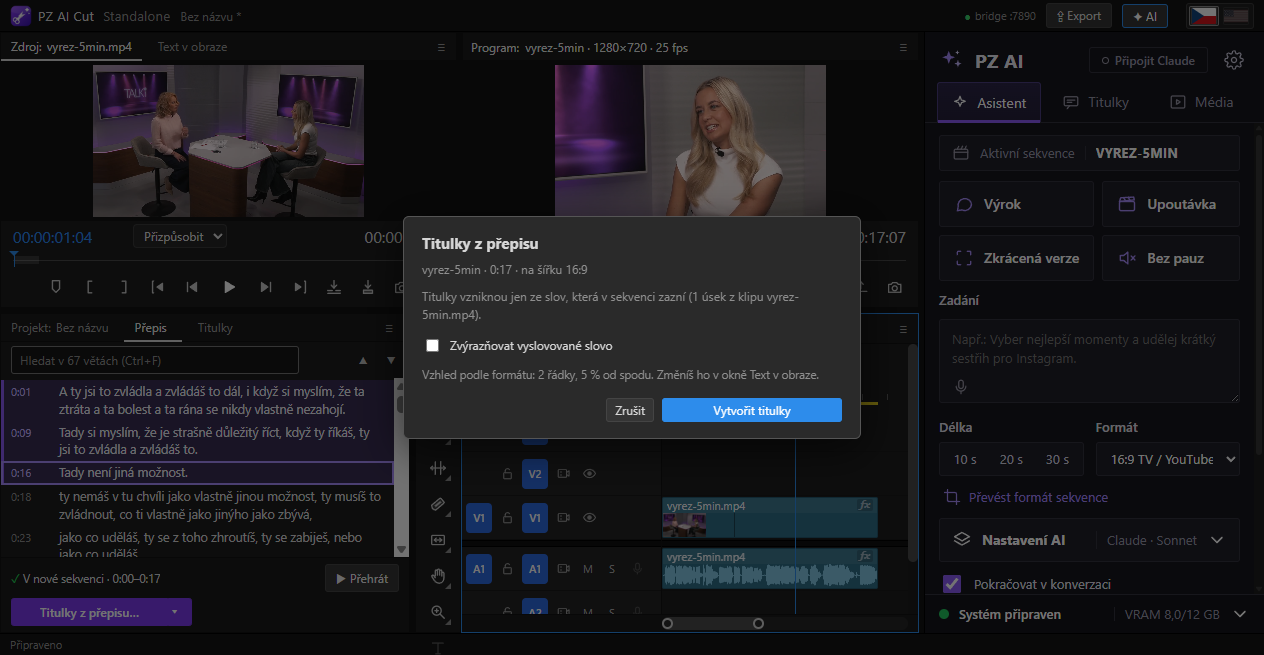 PZ AI Cut Standalone Bez názvu *
bridge :7890 Export AI
Zdroj: vyrez-5min.mp4 Text v obraze
Program: vyrez-5min · 1280×720 · 25 fps
PZ AI
Připojit Claude
Asistent Titulky Média
TALK
Aktivní sekvence VYREZ-5MIN
Výrok Upoutávka
Zkrácená verze Bez pauz
00:00:01:04 Přizpůsobit 00:00 0:17:07
Titulky z přepisu
vyrez-5min · 0:17 · na šířku 16:9
Titulky vzniknou jen ze slov, která v sekvenci zazní (1 úsek z klipu vyrez-
5min.mp4).
Zvýrazňovat vyslovované slovo
Vzhled podle formátu: 2 řádky, 5 % od spodu. Změníš ho v okně Text v obraze.
Zrušit Vytvořit titulky
Zadání
Např.: Vyber nejlepší momenty a udělej krátký
sestřih pro Instagram.
Délka Formát
10 s 20 s 30 s 16:9 TV / YouTube
Převést formát sekvence
Nastavení AI Claude · Sonnet
Pokračovat v konverzaci
Systém připraven VRAM 8,0/12 GB
Projekt: Bez názvu Přepis Titulky
Hledat v 67 větách (Ctrl+F)
0:01 A ty jsi to zvládla a zvládáš to dál, i když si myslím, že ta
ztráta a ta bolest a ta rána se nikdy vlastně nezahojí.
0:09 Tady si myslím, že je strašně důležitý říct, když ty říkáš, ty
jsi to zvládla a zvládáš to.
0:16 Tady není jiná možnost.
0:18 ty nemáš v tu chvíli jako vlastně jinou možnost, ty musíš to
zvládnout, co ti vlastně jako jinýho jako zbývá,
0:23 jako co uděláš, ty se z toho zhroutíš, ty se zabiješ, nebo
jako co uděláš.
V nové sekvenci · 0:00–0:17 Přehrát
Titulky z přepisu...
V2
V1 V1
vyrez-5min.mp4 fx
A1 A1 M S
vyrez-5min.mp4 fx
A2 M S
Připraveno